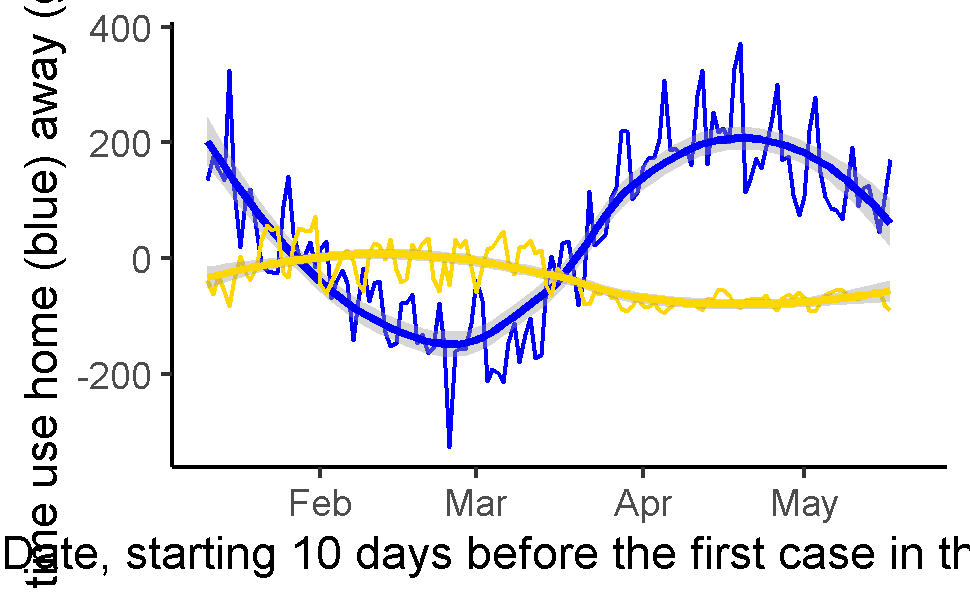 time use home (blue) away (
400
200
0
-200
Feb Mar Apr May
Date, starting 10 days before the first case in th